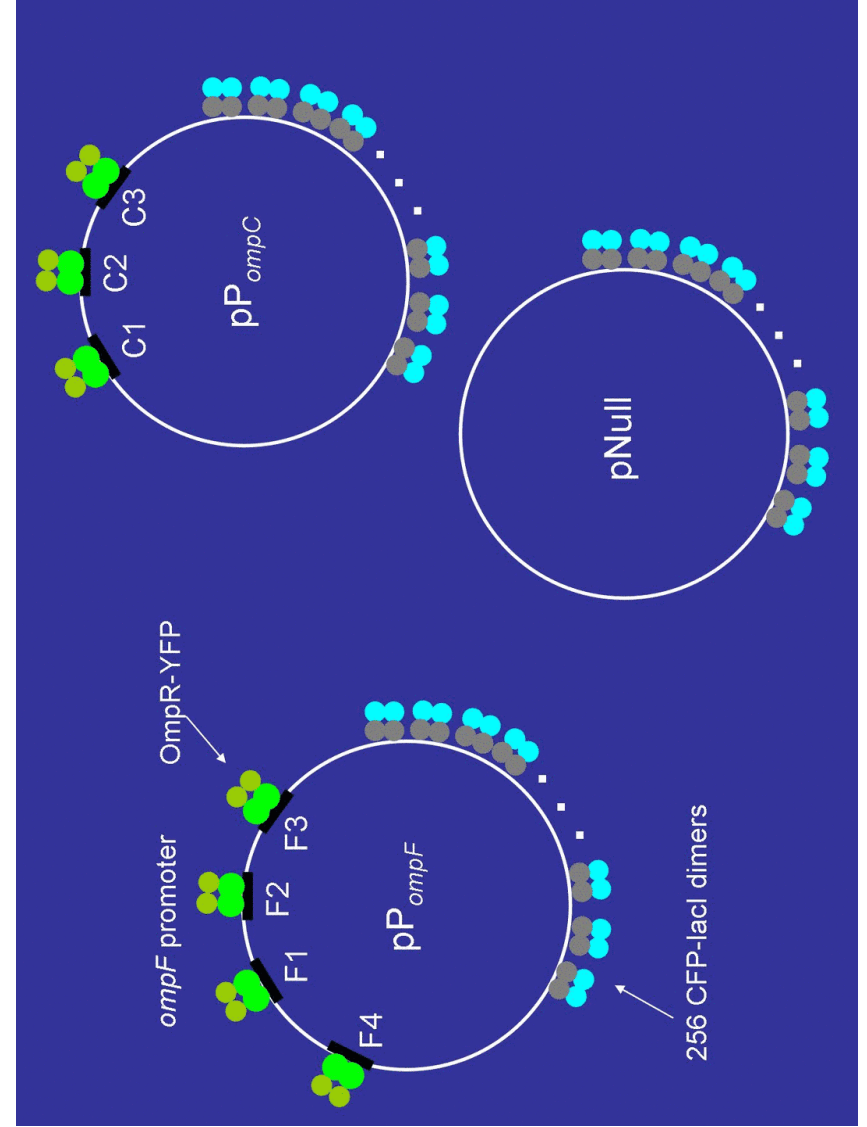 OmpR-YFP
ompF promoter
F4
F1
F2
F3
pPompF
256 CFP-lacI dimers
C1
C2
C3
pPompC
pNull